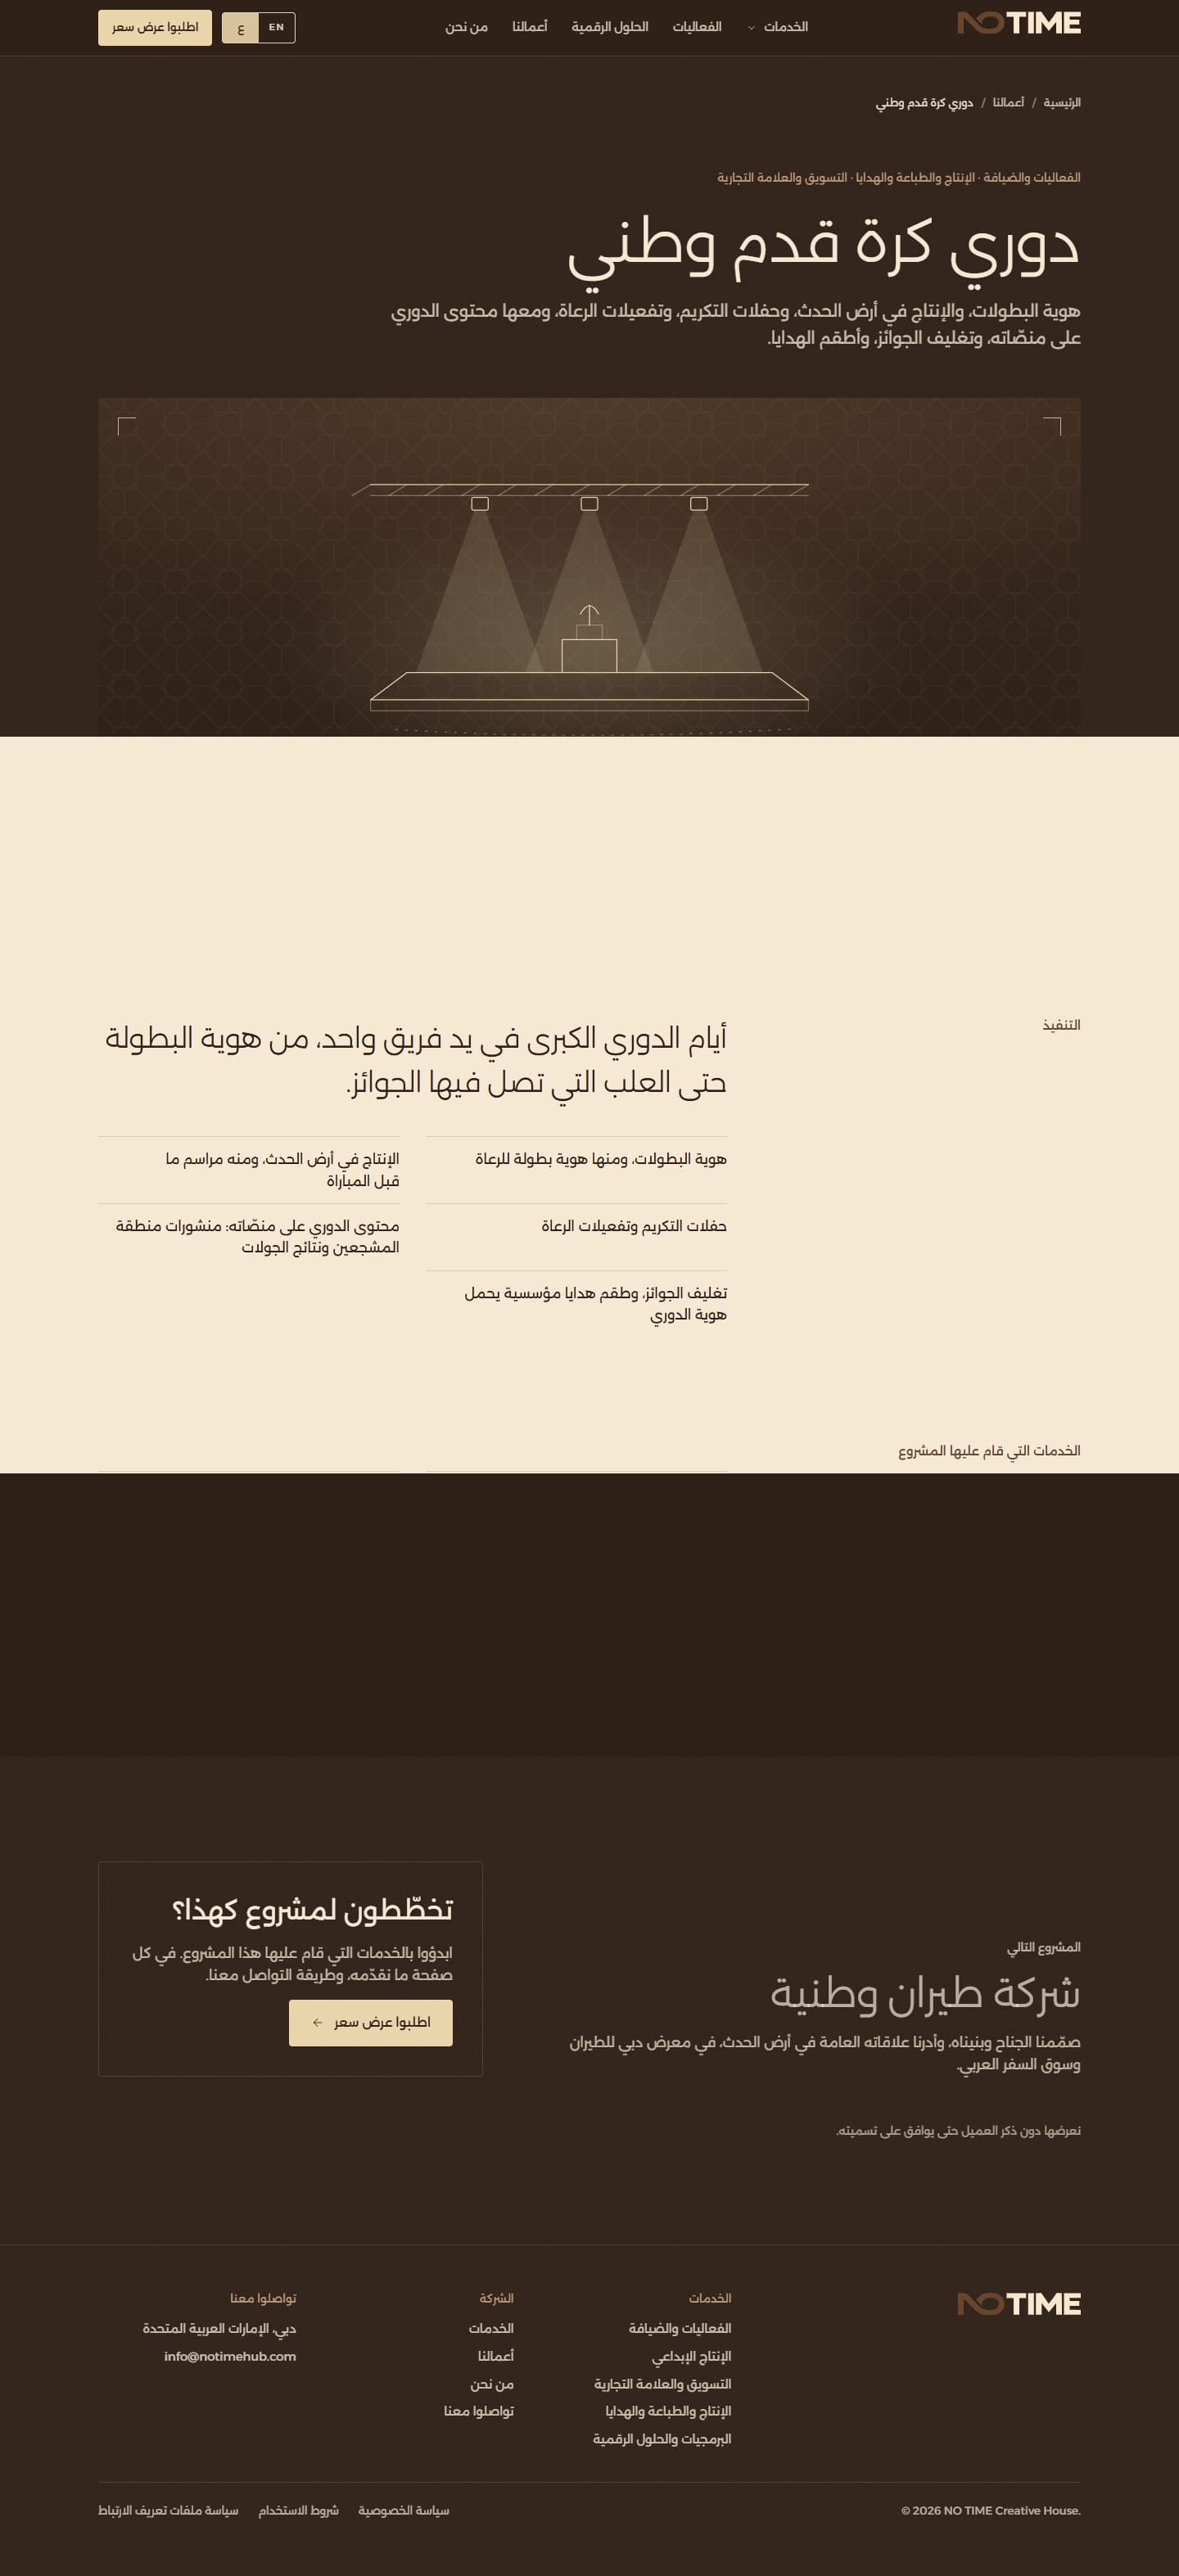 NO TIME
الخدمات
الفعاليات
الحلول الرقمية
أعمالنا
من نحن
EN
ع
اطلبوا عرض سعر
الرئيسية / أعمالنا / دوري كرة قدم وطني
الفعاليات والضيافة · الإنتاج والطباعة والهدايا · التسويق والعلامة التجارية
دوري كرة قدم وطني
هوية البطولات، والإنتاج في أرض الحدث، وحفلات التكريم، وتفعيلات الرعاة، ومعها محتوى الدوري
على منصّاته، وتغليف الجوائز، وأطقم الهدايا.
التنفيذ
أيام الدوري الكبرى في يد فريق واحد، من هوية البطولة
حتى العلب التي تصل فيها الجوائز.
هوية البطولات، ومنها هوية بطولة للرعاة
الإنتاج في أرض الحدث، ومنه مراسم ما
قبل المباراة
حفلات التكريم وتفعيلات الرعاة
محتوى الدوري على منصّاته: منشورات منطقة
المشجعين ونتائج الجولات
تغليف الجوائز، وطقم هدايا مؤسسية يحمل
هوية الدوري
الخدمات التي قام عليها المشروع
المشروع التالي
شركة طيران وطنية
صمّمنا الجناح وبنيناه، وأدرنا علاقاته العامة في أرض الحدث، في معرض دبي للطيران
وسوق السفر العربي.
نعرضها دون ذكر العميل حتى يوافق على تسميته.
تخطّطون لمشروع كهذا؟
ابدؤوا بالخدمات التي قام عليها هذا المشروع. في كل
صفحة ما نقدّمه، وطريقة التواصل معنا.
اطلبوا عرض سعر
NO TIME
الخدمات
الفعاليات والضيافة
الإنتاج الإبداعي
التسويق والعلامة التجارية
الإنتاج والطباعة والهدايا
البرمجيات والحلول الرقمية
الشركة
الخدمات
أعمالنا
من نحن
تواصلوا معنا
تواصلوا معنا
دبي، الإمارات العربية المتحدة
info@notimehub.com
© 2026 NO TIME Creative House.
سياسة الخصوصية
شروط الاستخدام
سياسة ملفات تعريف الارتباط